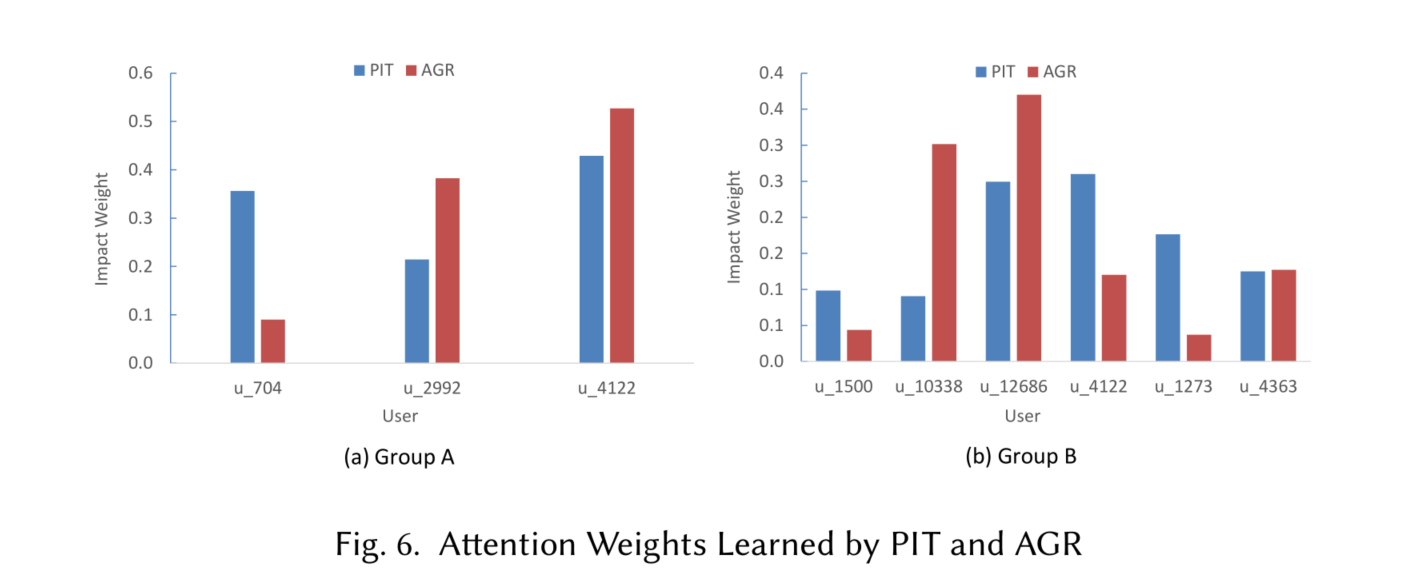 PIT AGR
0.6
0.5
0.4
0.3
0.2
0.1
0.0
Impact Weight
u_704 u_2992 u_4122
User
(a) Group A
PIT AGR
0.4
0.4
0.3
0.3
0.2
0.2
0.1
0.1
0.0
Impact Weight
u_1500 u_10338 u_12686 u_4122 u_1273 u_4363
User
(b) Group B
Fig. 6. Attention Weights Learned by PIT and AGR